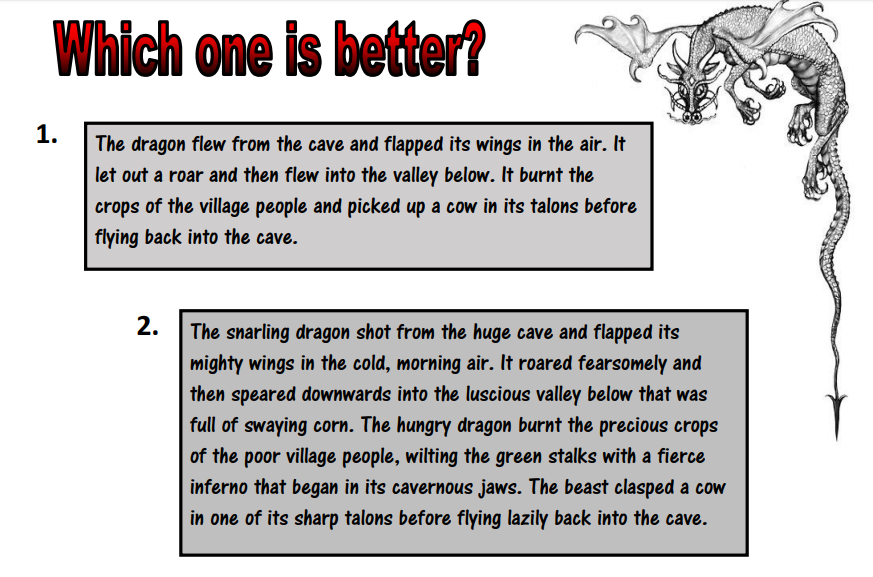 Which one is better?
1.
The dragon flew from the cave and flapped its wings in the air. It
let out a roar and then flew into the valley below. It burnt the
crops of the village people and picked up a cow in its talons before
flying back into the cave.
2.
The snarling dragon shot from the huge cave and flapped its
mighty wings in the cold, morning air. It roared fearsomely and
then speared downwards into the luscious valley below that was
full of swaying corn. The hungry dragon burnt the precious crops
of the poor village people, wilting the green stalks with a fierce
inferno that began in its cavernous jaws. The beast clasped a cow
in one of its sharp talons before flying lazily back into the cave.